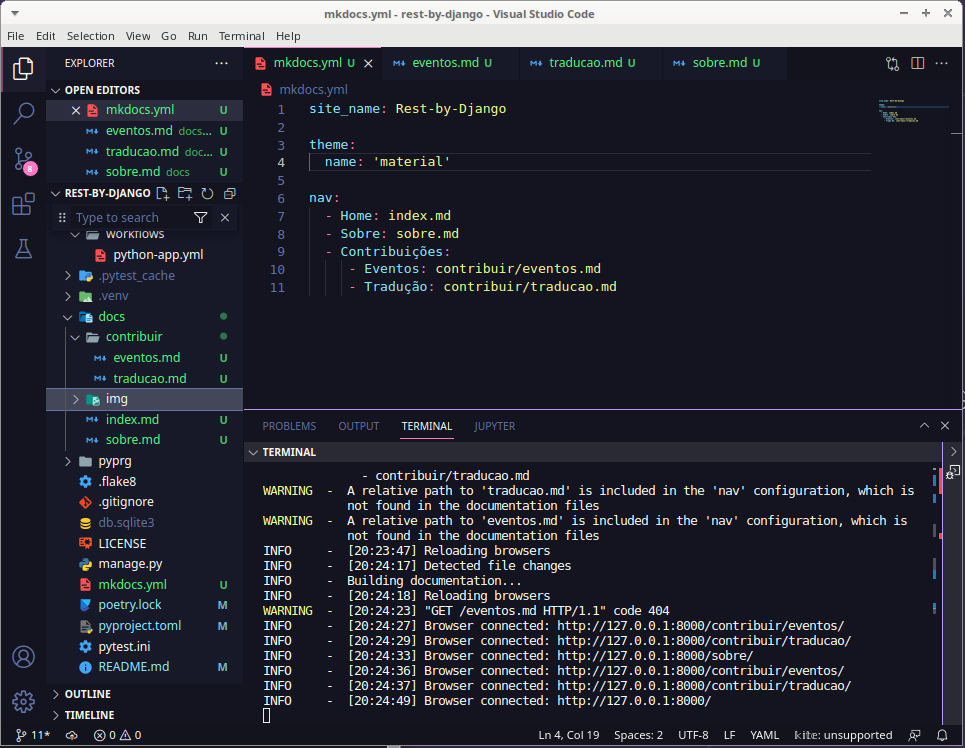 mkdocs.yml - rest-by-django - Visual Studio Code
File Edit Selection View Go Run Terminal Help
EXPLORER
OPEN EDITORS
mkdocs.yml U
eventos.md docs... U
traducao.md doc... U
sobre.md docs U
REST-BY-DJANGO
Type to search
workflows
python-app.yml
.pytest_cache
.venv
docs
contribuir
eventos.md U
traducao.md U
img
index.md U
sobre.md U
pyprg
.flake8
.gitignore
db.sqlite3
LICENSE
manage.py
mkdocs.yml U
poetry.lock M
pyproject.toml M
pytest.ini
README.md M
OUTLINE
TIMELINE
8
mkdocs.yml U eventos.md U traducao.md U sobre.md U
mkdocs.yml
1 site_name: Rest-by-Django
2
3 theme:
4 name: 'material'
5
6 nav:
7 - Home: index.md
8 - Sobre: sobre.md
9 - Contribuições:
10 - Eventos: contribuir/eventos.md
11 - Tradução: contribuir/traducao.md
PROBLEMS OUTPUT TERMINAL JUPYTER
TERMINAL
- contribuir/traducao.md
WARNING - A relative path to 'traducao.md' is included in the 'nav' configuration, which is
not found in the documentation files
WARNING - A relative path to 'eventos.md' is included in the 'nav' configuration, which is
not found in the documentation files
INFO - [20:23:47] Reloading browsers
INFO - [20:24:17] Detected file changes
INFO - Building documentation...
INFO - [20:24:18] Reloading browsers
WARNING - [20:24:23] "GET /eventos.md HTTP/1.1" code 404
INFO - [20:24:27] Browser connected: http://127.0.0.1:8000/contribuir/eventos/
INFO - [20:24:29] Browser connected: http://127.0.0.1:8000/contribuir/traducao/
INFO - [20:24:33] Browser connected: http://127.0.0.1:8000/sobre/
INFO - [20:24:36] Browser connected: http://127.0.0.1:8000/contribuir/eventos/
INFO - [20:24:37] Browser connected: http://127.0.0.1:8000/contribuir/traducao/
INFO - [20:24:49] Browser connected: http://127.0.0.1:8000/
11* 0 0 Ln 4, Col 19 Spaces: 2 UTF-8 LF YAML kite: unsupported